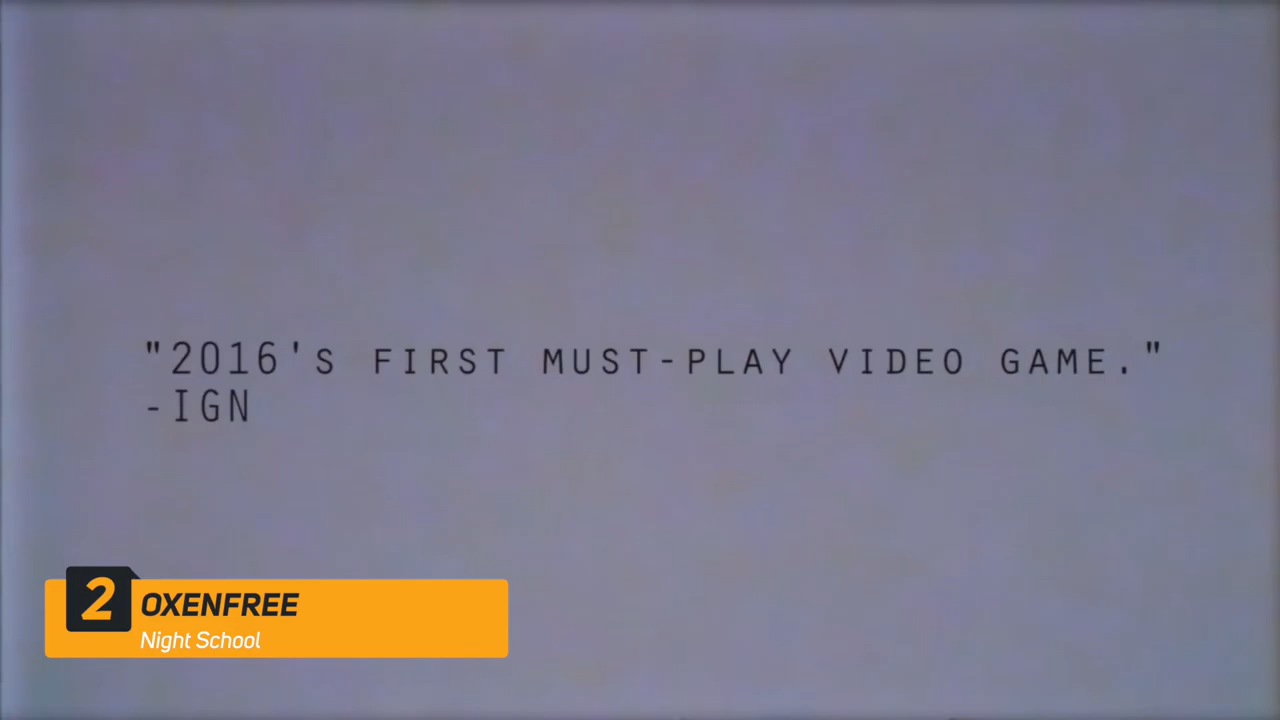 "2016's FIRST MUST-PLAY VIDEO GAME."
-IGN
2
OXENFREE
Night School